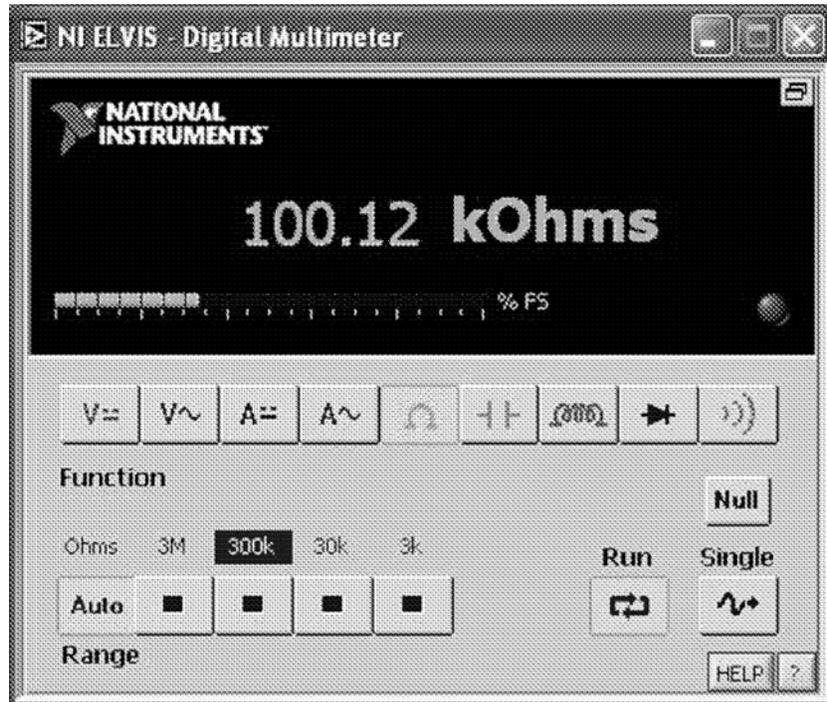 NI ELVIS - Digital Multimeter
NATIONAL
INSTRUMENTS
100.12 kOhms
% FS
V A A
V
Function
Null
Ohms 3M 300k 30k 3k
Run Single
Auto
Range
HELP ?